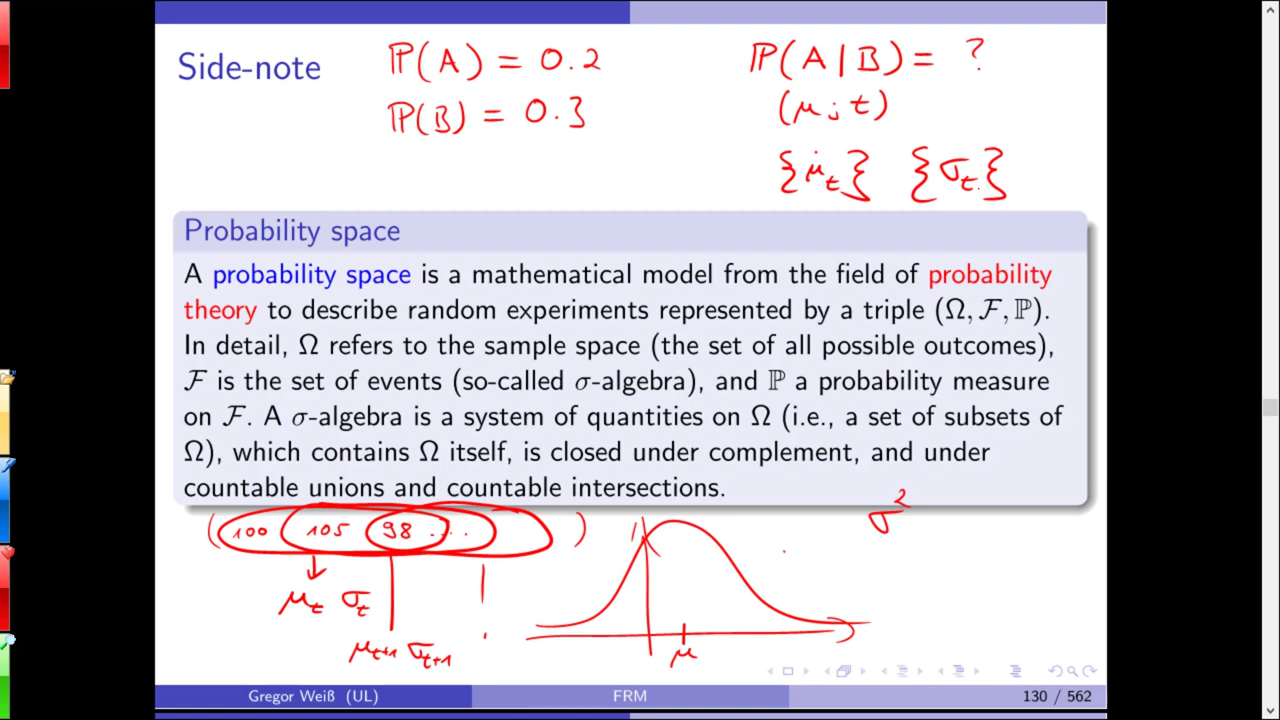 Side-note
ℙ(A) = 0.2
ℙ(B) = 0.3
ℙ(A|B) = ?
(μ; t)
{μ_t} {σ_t}
Probability space
A probability space is a mathematical model from the field of probability
theory to describe random experiments represented by a triple (Ω, ℱ, ℙ).
In detail, Ω refers to the sample space (the set of all possible outcomes),
ℱ is the set of events (so-called σ-algebra), and ℙ a probability measure
on ℱ. A σ-algebra is a system of quantities on Ω (i.e., a set of subsets of
Ω), which contains Ω itself, is closed under complement, and under
countable unions and countable intersections.
(100 105 98 ... )
μ_t σ_t
μ_{t+1} σ_{t+1}
μ
σ²
Gregor Weiß (UL) FRM 130 / 562